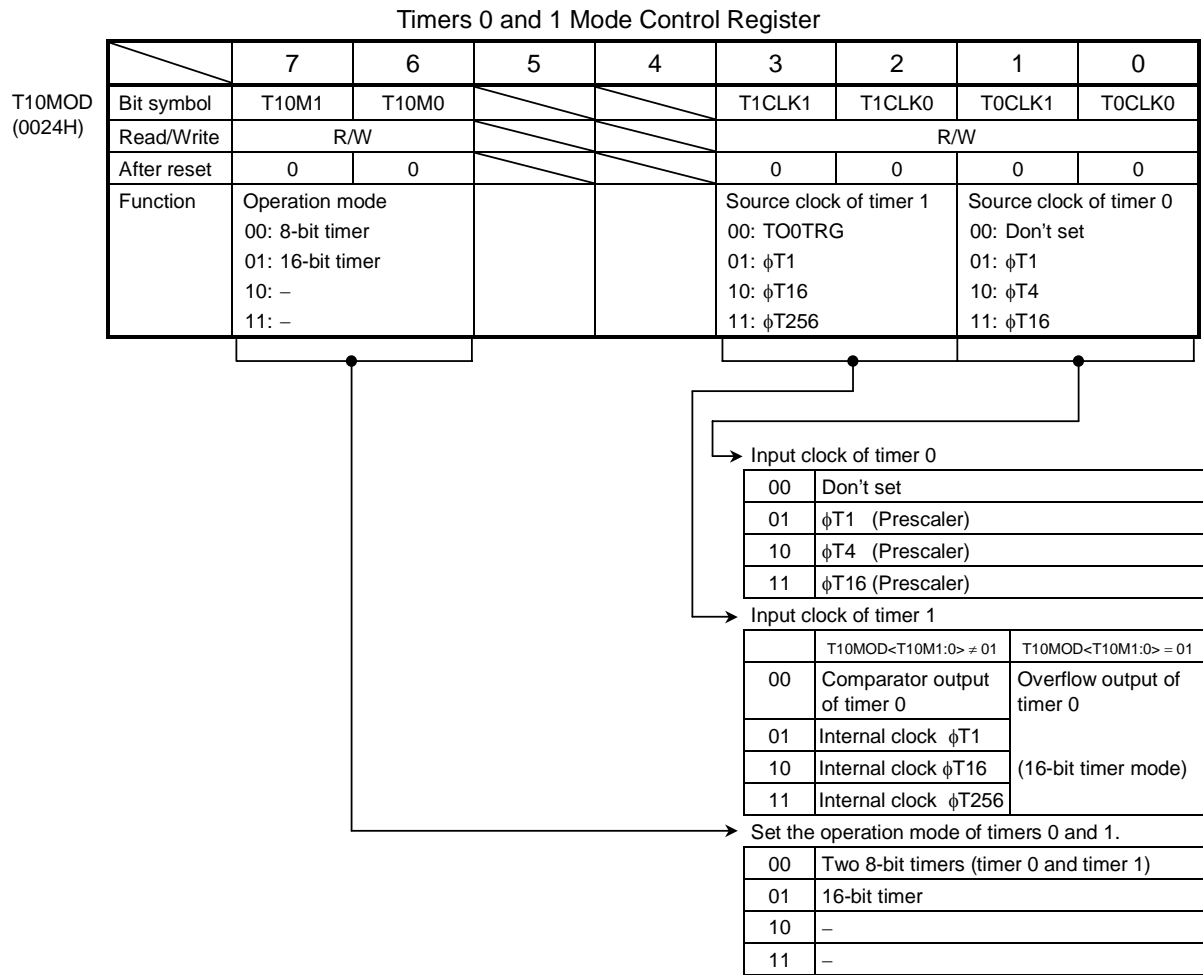 Timers 0 and 1 Mode Control Register
7 6 5 4 3 2 1 0
T10MOD
(0024H)
Bit symbol T10M1 T10M0 T1CLK1 T1CLK0 T0CLK1 T0CLK0
Read/Write R/W R/W
After reset 0 0 0 0 0 0
Function Operation mode Source clock of timer 1 Source clock of timer 0
00: 8-bit timer 00: TO0TRG 00: Don't set
01: 16-bit timer 01: ϕT1 01: ϕT1
10: − 10: ϕT16 10: ϕT4
11: − 11: ϕT256 11: ϕT16
Input clock of timer 0
00 Don't set
01 ϕT1 (Prescaler)
10 ϕT4 (Prescaler)
11 ϕT16 (Prescaler)
Input clock of timer 1
T10MOD<T10M1:0> ≠ 01 T10MOD<T10M1:0> = 01
00 Comparator output Overflow output of
of timer 0 timer 0
01 Internal clock ϕT1
10 Internal clock ϕT16 (16-bit timer mode)
11 Internal clock ϕT256
Set the operation mode of timers 0 and 1.
00 Two 8-bit timers (timer 0 and timer 1)
01 16-bit timer
10 −
11 −